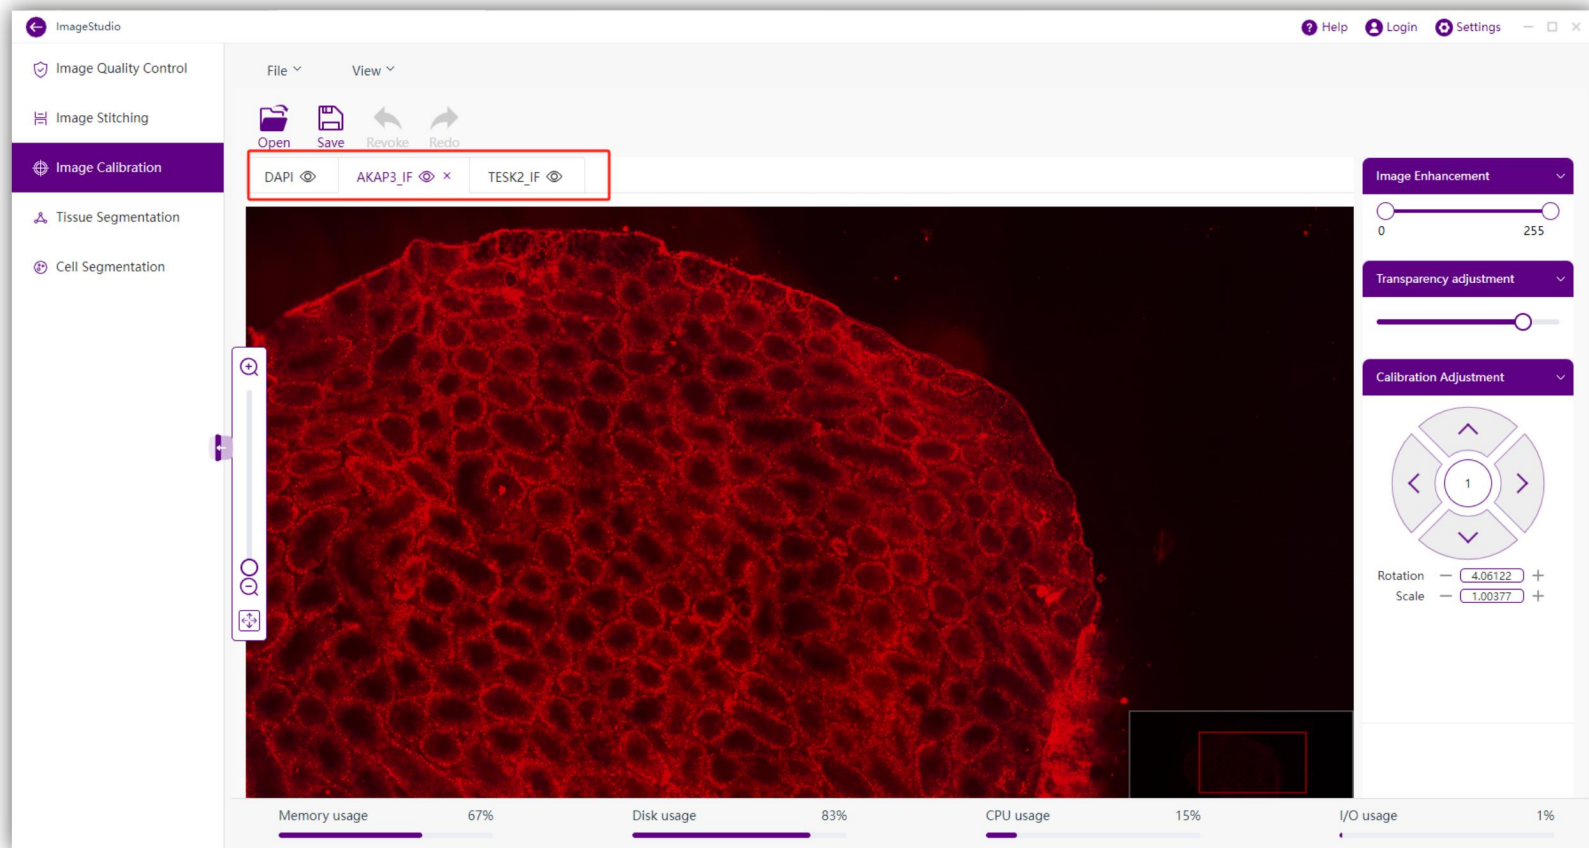 ImageStudio
Help Login Settings
Image Quality Control
Image Stitching
Image Calibration
Tissue Segmentation
Cell Segmentation
File View
Open Save Revoke Redo
DAPI AKAP3_IF × TESK2_IF
Image Enhancement
0 255
Transparency adjustment
Calibration Adjustment
1
Rotation — 4.06122 +
Scale — 1.00377 +
Memory usage 67% Disk usage 83% CPU usage 15% I/O usage 1%